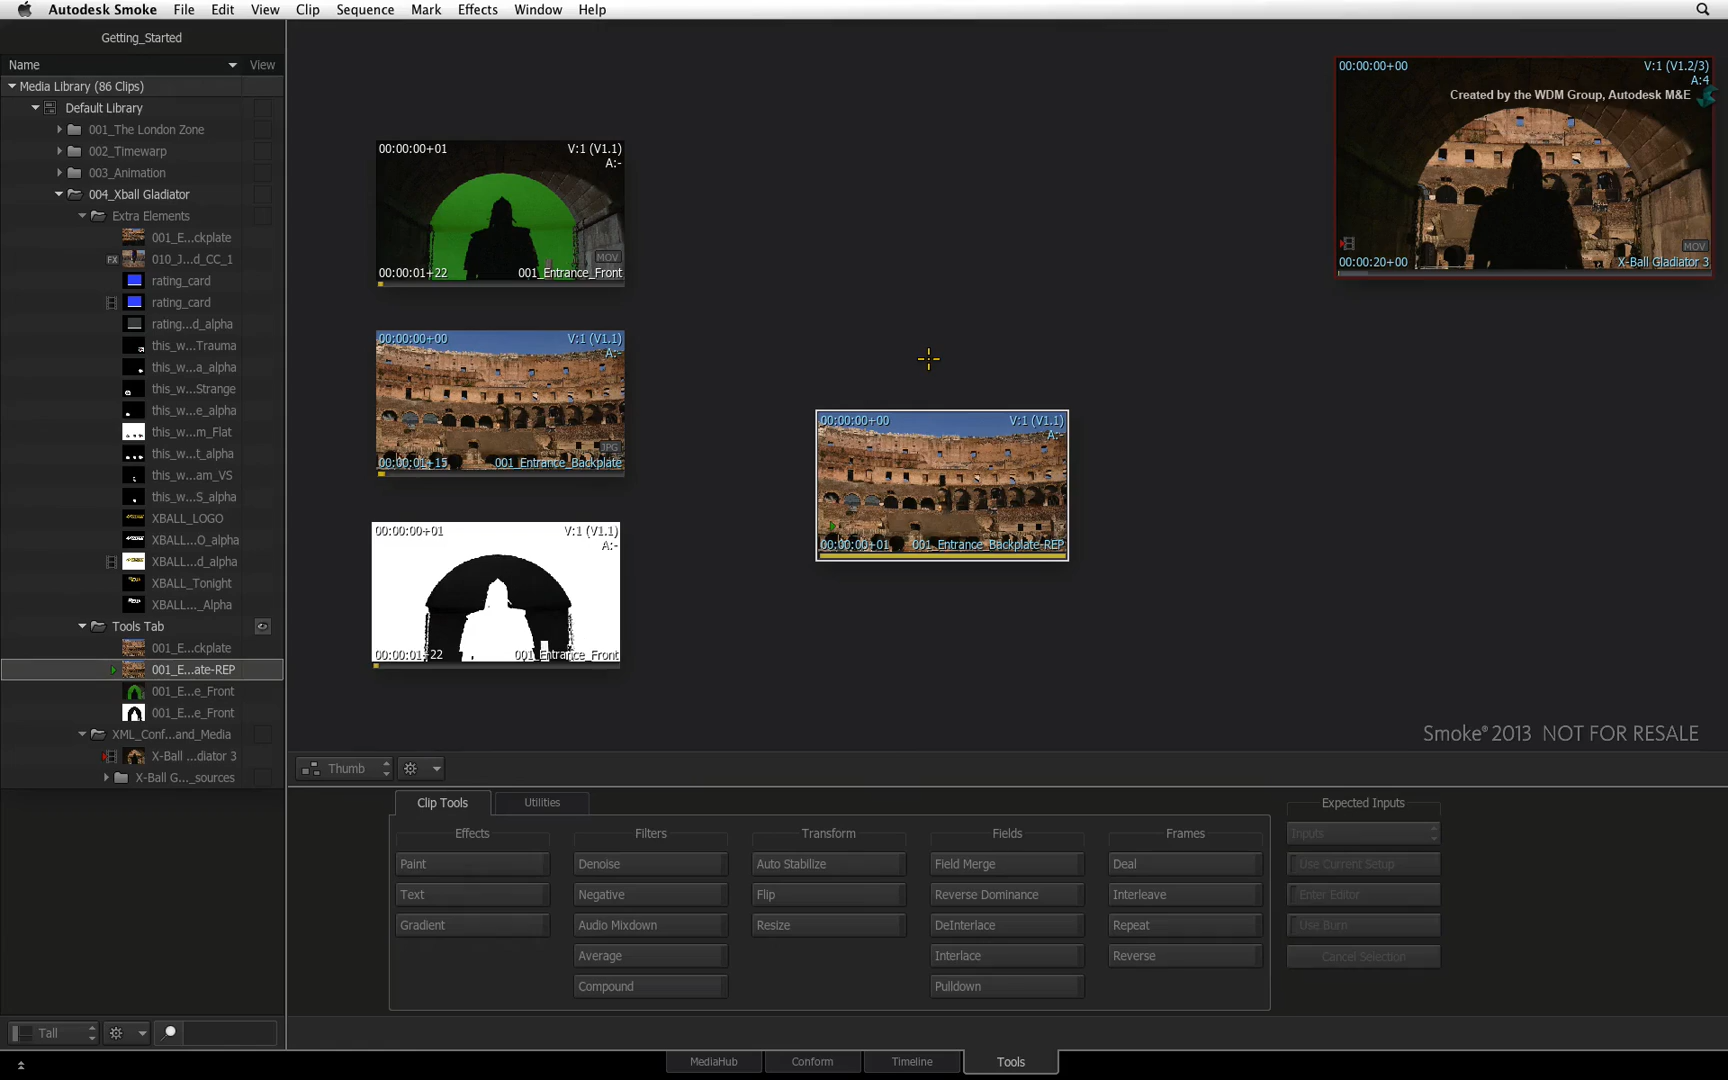 Autodesk Smoke File Edit View Clip Sequence Mark Effects Window Help
Getting_Started
Name View
Media Library (86 Clips)
Default Library
001_The London Zone
002_Timewarp
003_Animation
004_Xball Gladiator
Extra Elements
001_E...ckplate
FX 010_J...d_CC_1
rating_card
rating_card
rating...d_alpha
this_w...Trauma
this_w...a_alpha
this_w...Strange
this_w...e_alpha
this_w...m_Flat
this_w...t_alpha
this_w...am_VS
this_w...S_alpha
XBALL_LOGO
XBALL...O_alpha
XBALL...d_alpha
XBALL_Tonight
XBALL..._Alpha
Tools Tab
001_E...ckplate
001_E...ate-REP
001_E...e_Front
001_E...e_Front
XML_Conf...and_Media
X-Ball ...diator 3
X-Ball G..._sources
Tall
00:00:00+01 V:1 (V1.1)
A:-
MOV
00:00:01+22 001_Entrance_Front
00:00:00+00 V:1 (V1.1)
A:-
JPG
00:00:01+15 001_Entrance_Backplate
00:00:00+01 V:1 (V1.1)
A:-
00:00:01+22 001_Entrance_Front
00:00:00+00 V:1 (V1.1)
A:-
00:00:00+01 001_Entrance_Backplate-REP
00:00:00+00 V:1 (V1.2/3)
A:4
Created by the WDM Group, Autodesk M&E
MOV
00:00:20+00 X-Ball Gladiator 3
Smoke® 2013 NOT FOR RESALE
Thumb
Clip Tools Utilities
Effects Filters Transform Fields Frames
Paint Denoise Auto Stabilize Field Merge Deal
Text Negative Flip Reverse Dominance Interleave
Gradient Audio Mixdown Resize DeInterlace Repeat
Average Interlace Reverse
Compound Pulldown
Expected Inputs
Inputs
Use Current Setup
Enter Editor
Use Burn
Cancel Selection
MediaHub Conform Timeline Tools